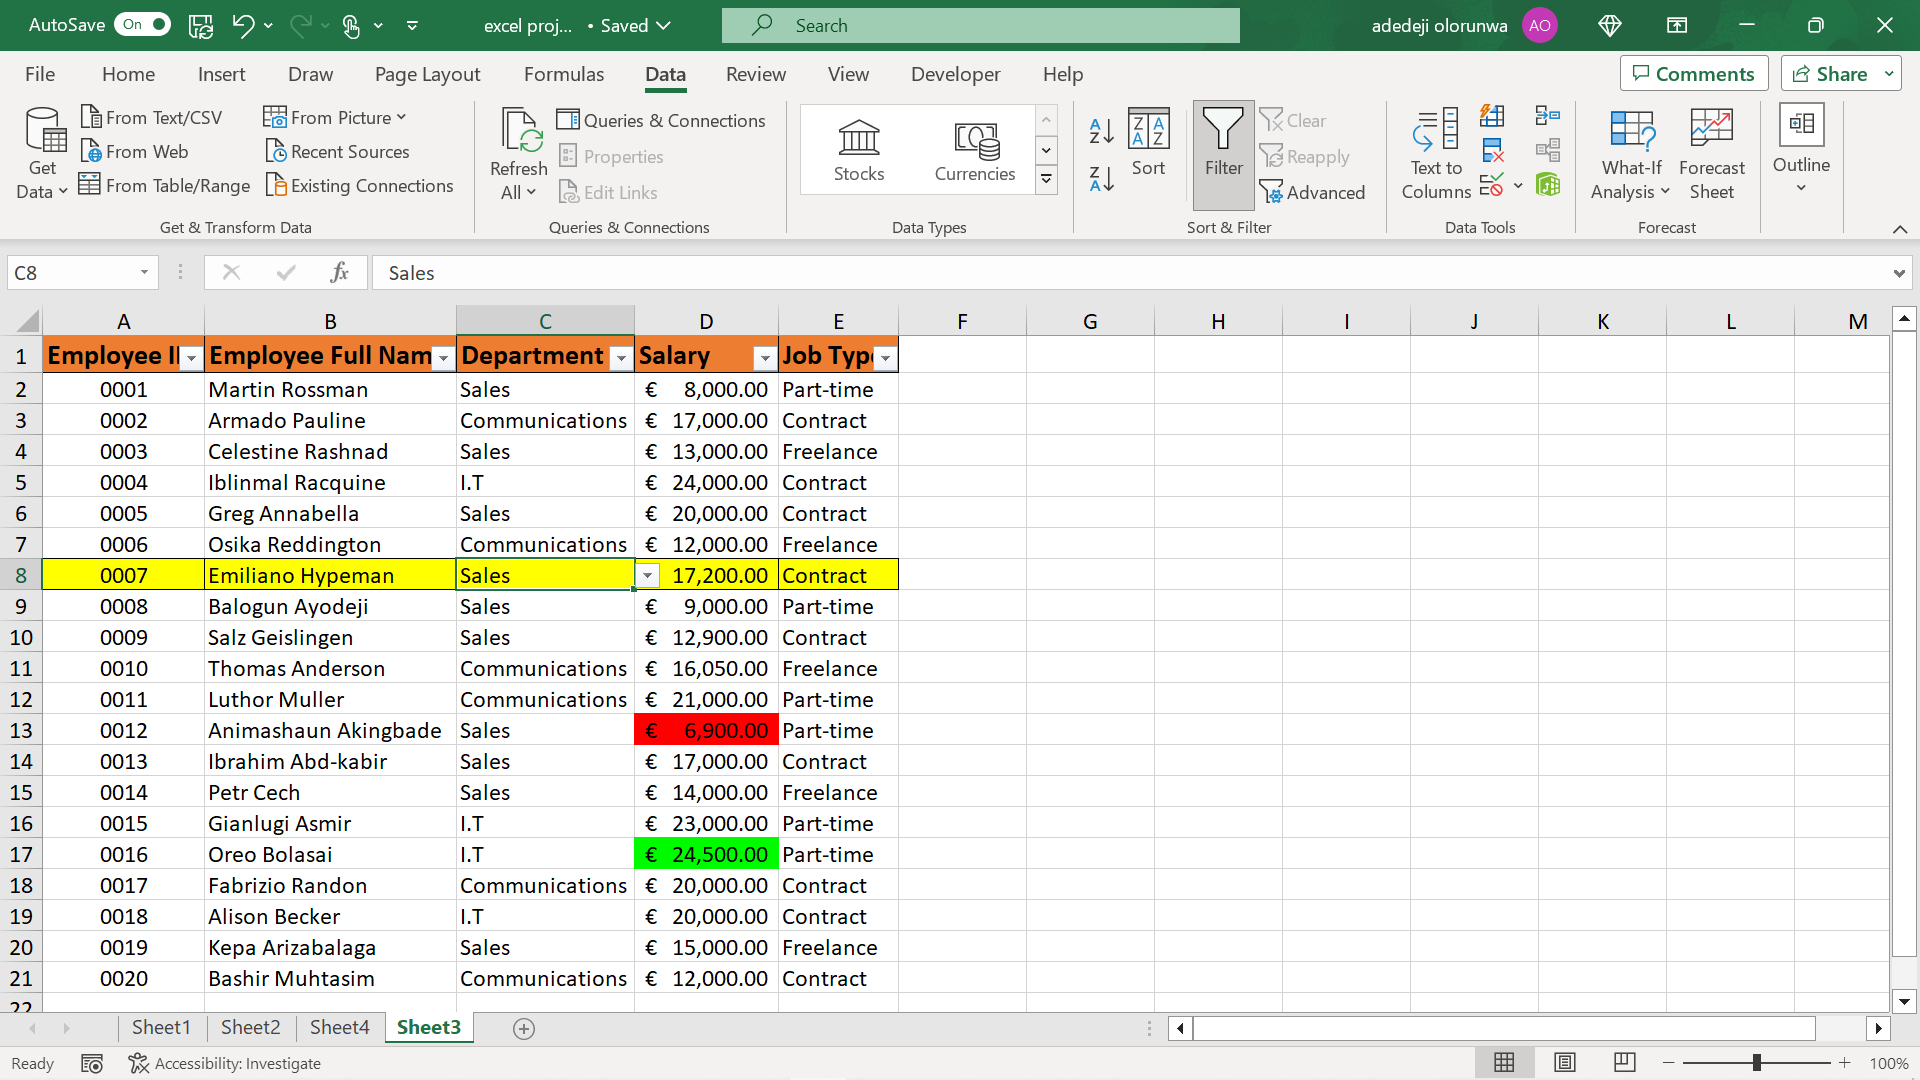 AutoSave On excel proj... • Saved Search adedeji olorunwa AO
File Home Insert Draw Page Layout Formulas Data Review View Developer Help Comments Share
Get Data From Text/CSV From Web From Table/Range From Picture Recent Sources Existing Connections
Get & Transform Data
Refresh All Queries & Connections Properties Edit Links
Queries & Connections
Stocks Currencies
Data Types
Sort Filter Clear Reapply Advanced
Sort & Filter
Text to Columns
Data Tools
What-If Analysis Forecast Sheet
Forecast
Outline
C8 fx Sales
A B C D E F G H I J K L M
1 Employee I Employee Full Nam Department Salary Job Typ
2 0001 Martin Rossman Sales € 8,000.00 Part-time
3 0002 Armado Pauline Communications € 17,000.00 Contract
4 0003 Celestine Rashnad Sales € 13,000.00 Freelance
5 0004 Iblinmal Racquine I.T € 24,000.00 Contract
6 0005 Greg Annabella Sales € 20,000.00 Contract
7 0006 Osika Reddington Communications € 12,000.00 Freelance
8 0007 Emiliano Hypeman Sales 17,200.00 Contract
9 0008 Balogun Ayodeji Sales € 9,000.00 Part-time
10 0009 Salz Geislingen Sales € 12,900.00 Contract
11 0010 Thomas Anderson Communications € 16,050.00 Freelance
12 0011 Luthor Muller Communications € 21,000.00 Part-time
13 0012 Animashaun Akingbade Sales € 6,900.00 Part-time
14 0013 Ibrahim Abd-kabir Sales € 17,000.00 Contract
15 0014 Petr Cech Sales € 14,000.00 Freelance
16 0015 Gianlugi Asmir I.T € 23,000.00 Part-time
17 0016 Oreo Bolasai I.T € 24,500.00 Part-time
18 0017 Fabrizio Randon Communications € 20,000.00 Contract
19 0018 Alison Becker I.T € 20,000.00 Contract
20 0019 Kepa Arizabalaga Sales € 15,000.00 Freelance
21 0020 Bashir Muhtasim Communications € 12,000.00 Contract
22
Sheet1 Sheet2 Sheet4 Sheet3
Ready Accessibility: Investigate 100%